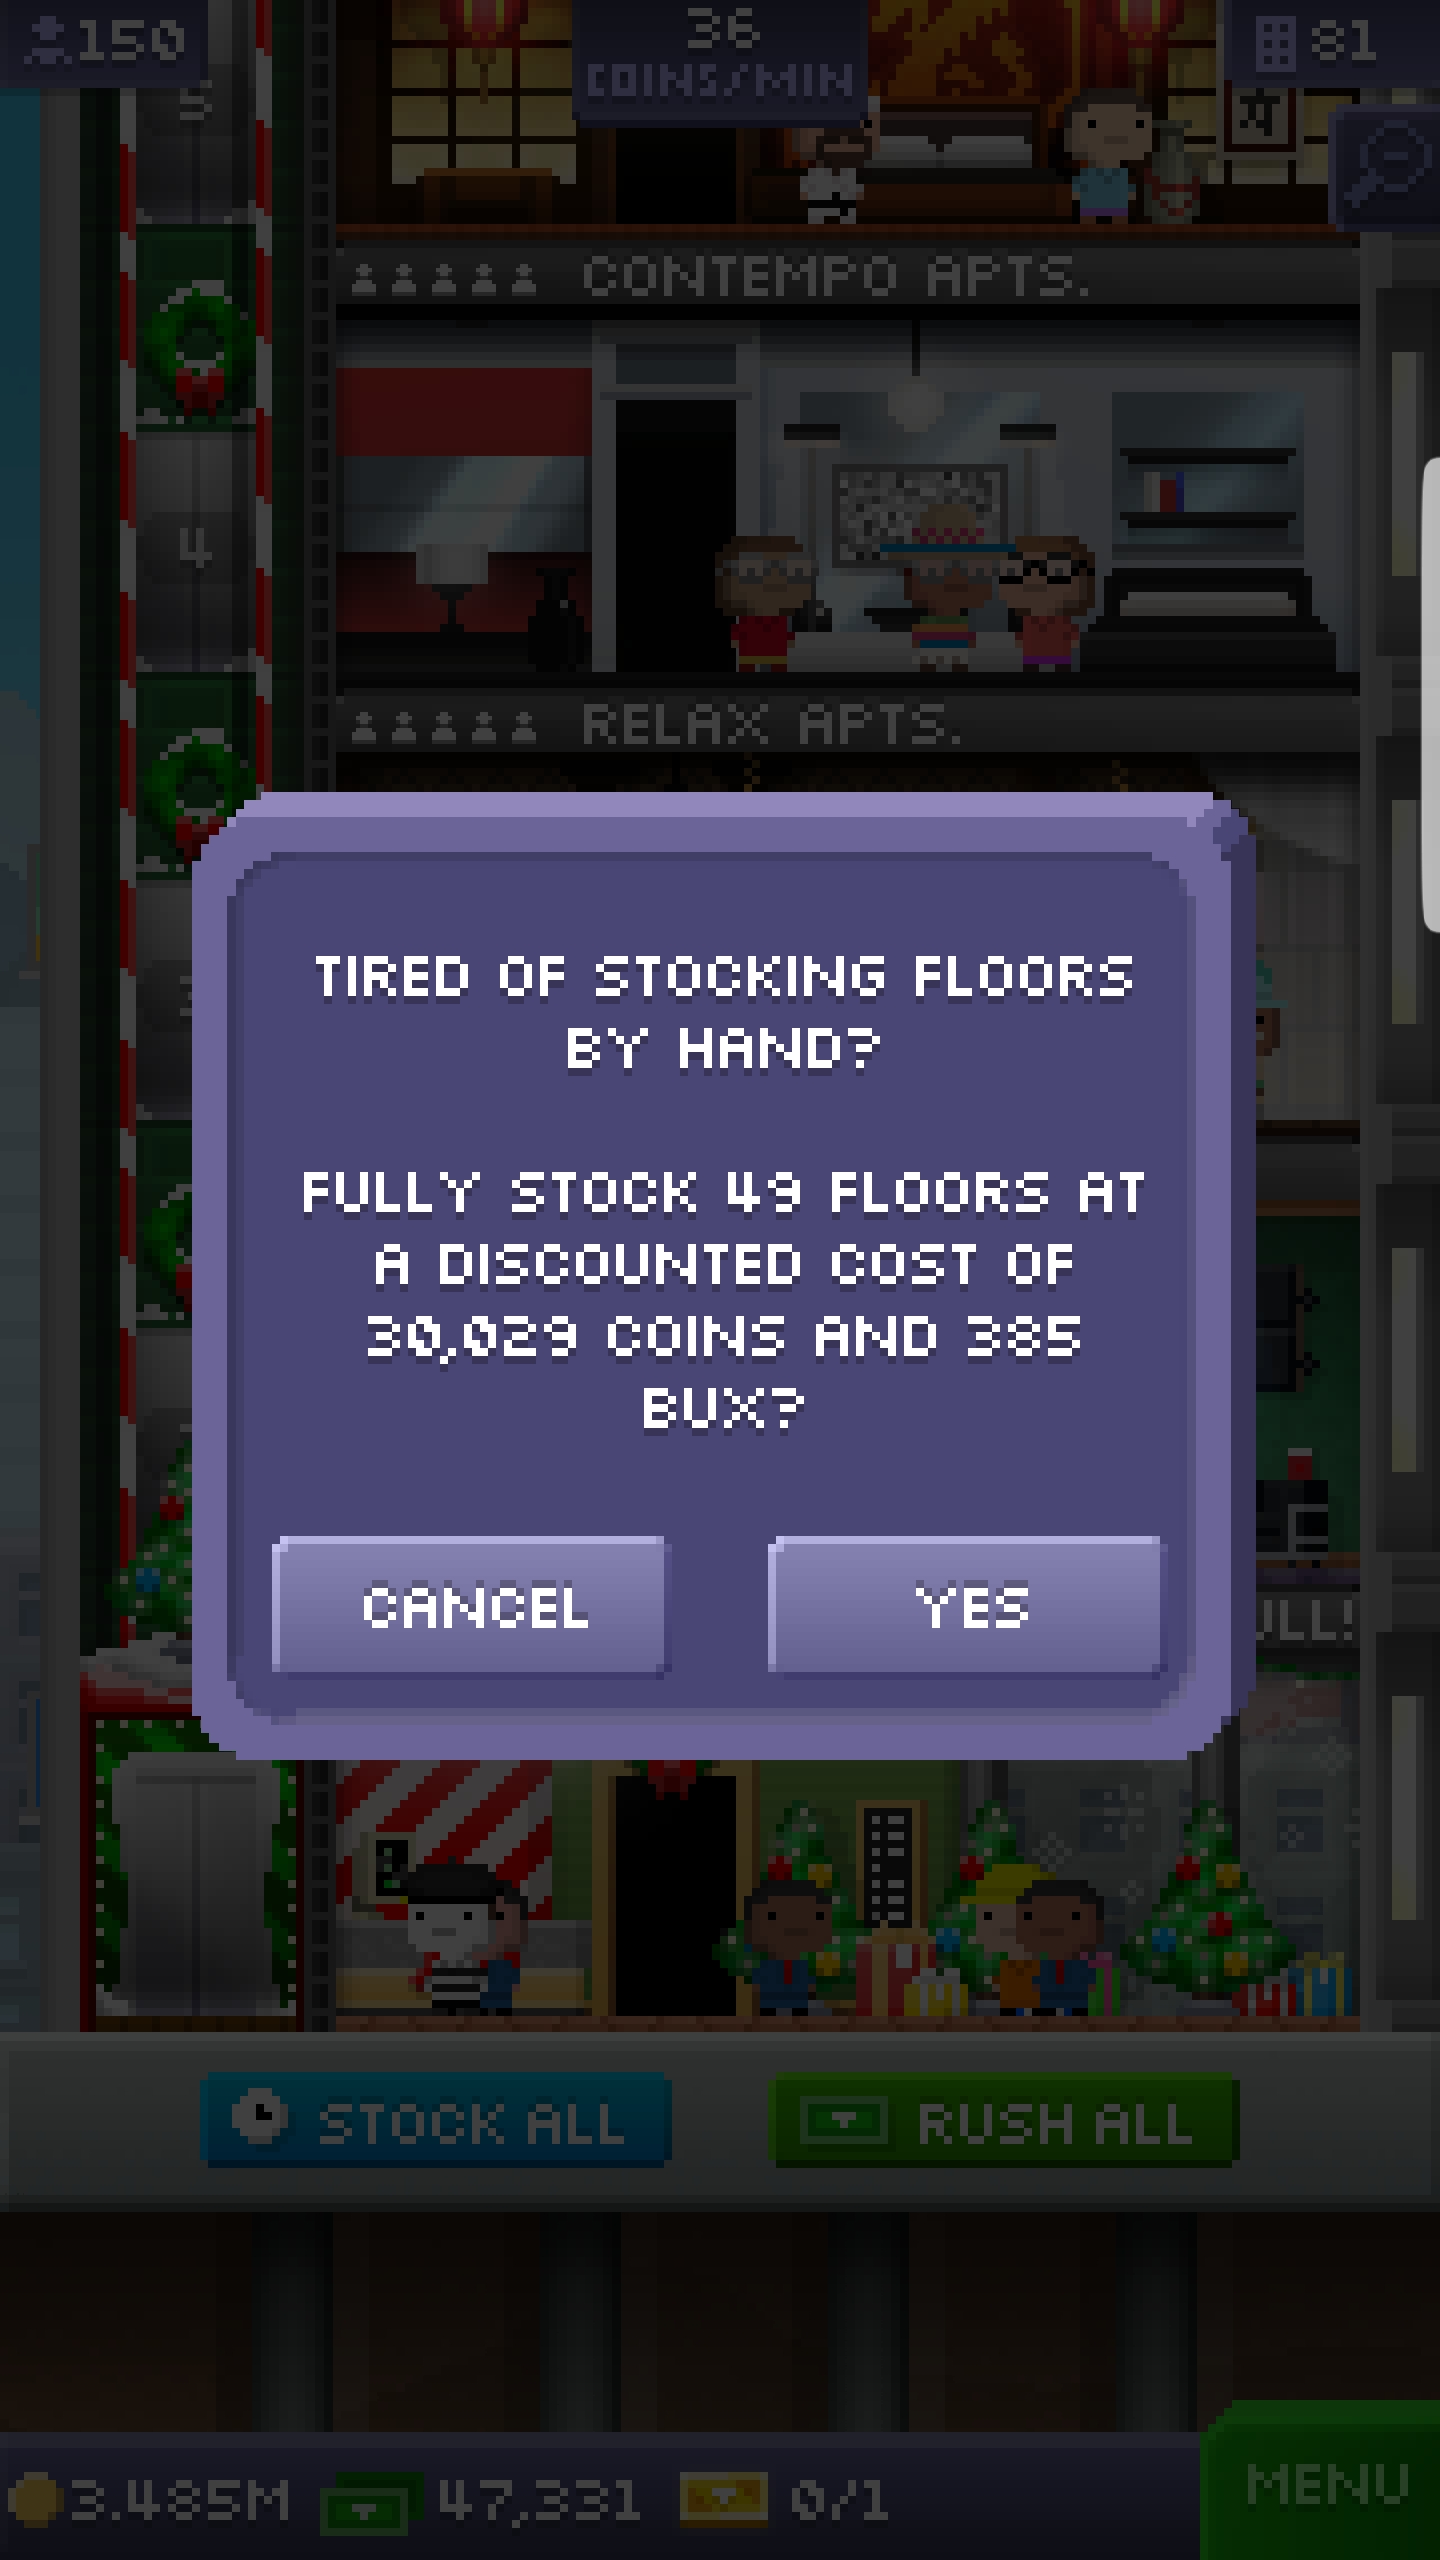 150
36
COINS/MIN
81
5
CONTEMPO APTS.
4
RELAX APTS.
TIRED OF STOCKING FLOORS
BY HAND?
FULLY STOCK 49 FLOORS AT
A DISCOUNTED COST OF
30,029 COINS AND 385
BUX?
CANCEL
YES
ULL!
STOCK ALL
RUSH ALL
3.485M
47,331
0/1
MENU